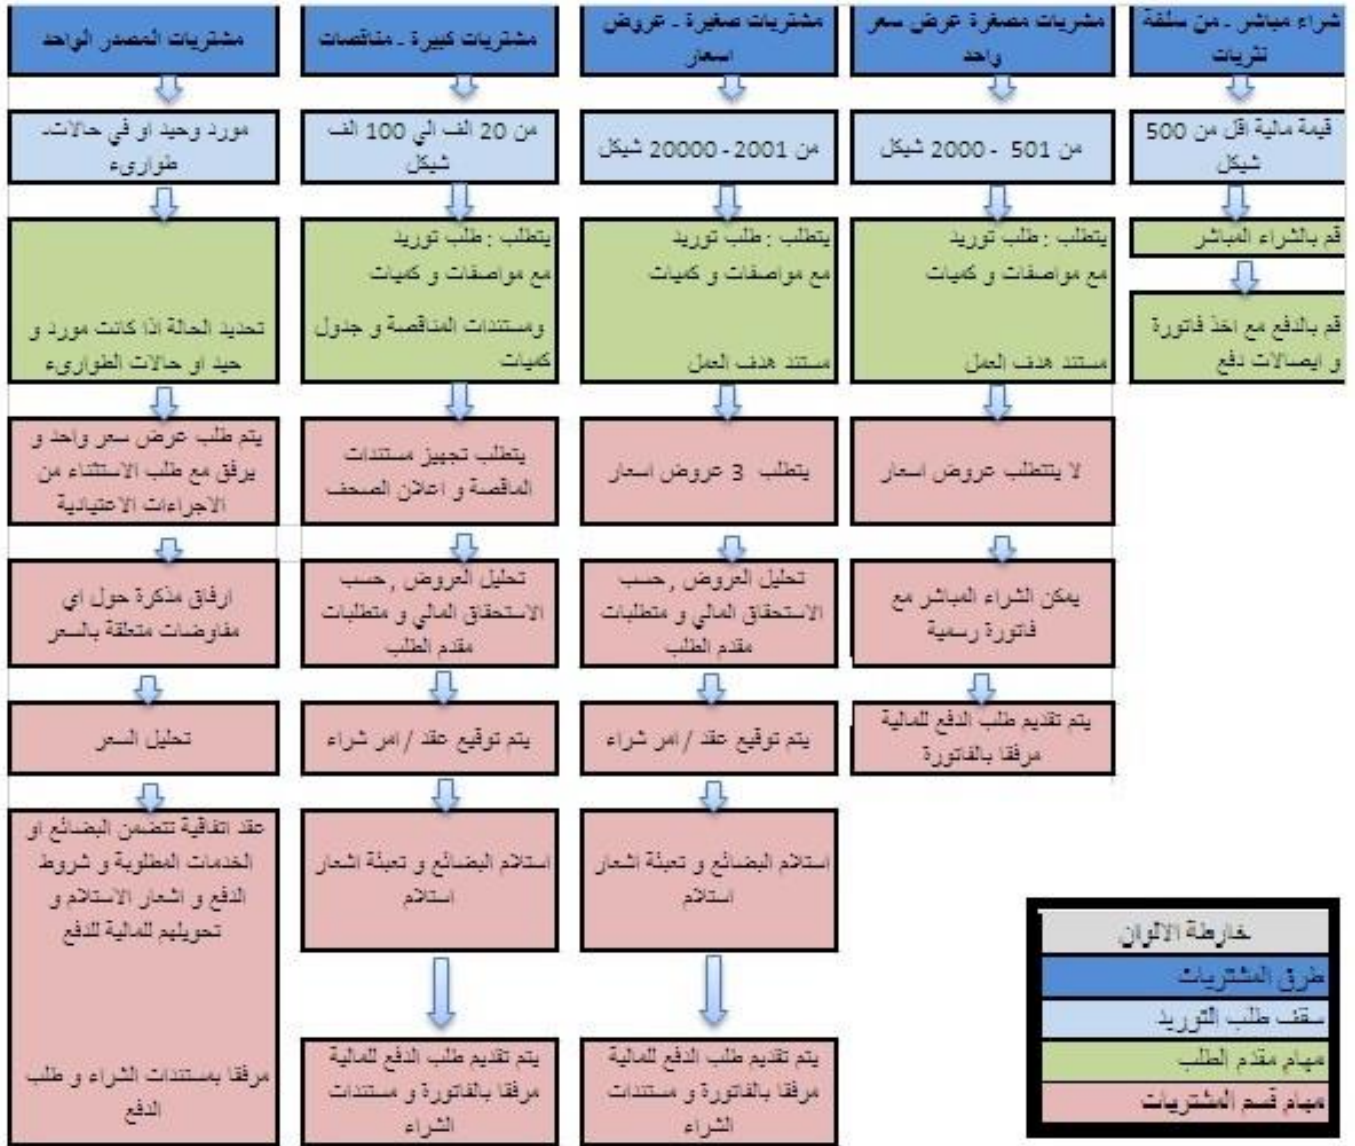 شراء مباشر - من سلفة
نثريات
قيمة مالية اقل من 500
شيكل
قم بالشراء المباشر
قم بالدفع مع اخذ فاتورة
و ايصالات دفع
مشريات مصغرة عرض سعر
واحد
من 501 - 2000 شيكل
يتطلب : طلب توريد
مع مواصفات و كميات
مستند هدف العمل
لا يتتطلب عروض اسعار
يمكن الشراء المباشر مع
فاتورة رسمية
يتم تقديم طلب الدفع للمالية
مرفقا بالفاتورة
مشتريات صغيرة - عروض
اسعار
من 2001 - 20000 شيكل
يتطلب : طلب توريد
مع مواصفات و كميات
مستند هدف العمل
يتطلب 3 عروض اسعار
تحليل العروض , حسب
الاستحقاق المالي و متطلبات
مقدم الطلب
يتم توقيع عقد / امر شراء
استلام البضائع و تعبئة اشعار
استلام
يتم تقديم طلب الدفع للمالية
مرفقا بالفاتورة و مستندات
الشراء
مشتريات كبيرة - مناقصات
من 20 الف الي 100 الف
شيكل
يتطلب : طلب توريد
مع مواصفات و كميات
ومستندات المناقصة و جدول
كميات
يتطلب تجهيز مستندات
الماقصة و اعلان الصحف
تحليل العروض , حسب
الاستحقاق المالي و متطلبات
مقدم الطلب
يتم توقيع عقد / امر شراء
استلام البضائع و تعبئة اشعار
استلام
يتم تقديم طلب الدفع للمالية
مرفقا بالفاتورة و مستندات
الشراء
مشتريات المصدر الواحد
مورد وحيد او في حالات
طوارىء
تحديد الحالة اذا كانت مورد و
حيد او حالات الطوارىء
يتم طلب عرض سعر واحد و
يرفق مع طلب الاستثناء من
الاجراءات الاعتيادية
ارفاق مذكرة حول اي
مفاوضات متعلقة بالسعر
تحليل السعر
عقد اتفاقية تتضمن البضائع او
الخدمات المطلوبة و شروط
الدفع و اشعار الاستلام و
تحويلهم للمالية للدفع
مرفقا بمستندات الشراء و طلب
الدفع
خارطة الالوان
طرق المشتريات
سقف طلب التوريد
مهام مقدم الطلب
مهام قسم المشتريات